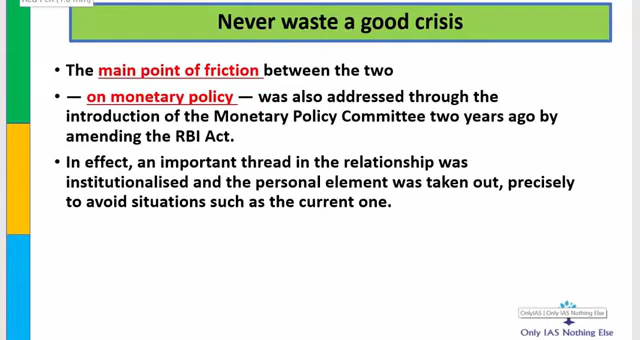 Never waste a good crisis
• The main point of friction between the two
• — on monetary policy — was also addressed through the
introduction of the Monetary Policy Committee two years ago by
amending the RBI Act.
• In effect, an important thread in the relationship was
institutionalised and the personal element was taken out, precisely
to avoid situations such as the current one.
OnlyIAS | Only IAS Nothing Else
Only IAS Nothing Else